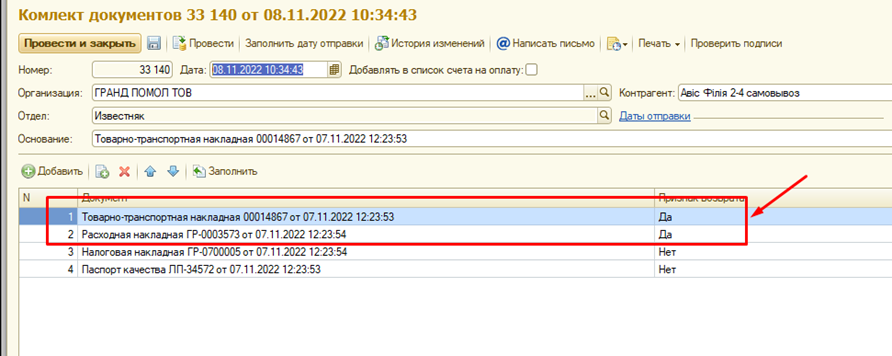 Комлект документов 33 140 от 08.11.2022 10:34:43
Провести и закрыть Провести Заполнить дату отправки История изменений Написать письмо Печать Проверить подписи
Номер: 33 140 Дата: 08.11.2022 10:34:43 Добавлять в список счета на оплату:
Организация: ГРАНД ПОМОЛ ТОВ ... Контрагент: Авіс Філія 2-4 самовывоз
Отдел: Известняк Даты отправки
Основание: Товарно-транспортная накладная 00014867 от 07.11.2022 12:23:53
Добавить Заполнить
N Документ Признак возврата
1 Товарно-транспортная накладная 00014867 от 07.11.2022 12:23:53 Да
2 Расходная накладная ГР-0003573 от 07.11.2022 12:23:54 Да
3 Налоговая накладная ГР-0700005 от 07.11.2022 12:23:54 Нет
4 Паспорт качества ЛП-34572 от 07.11.2022 12:23:53 Нет